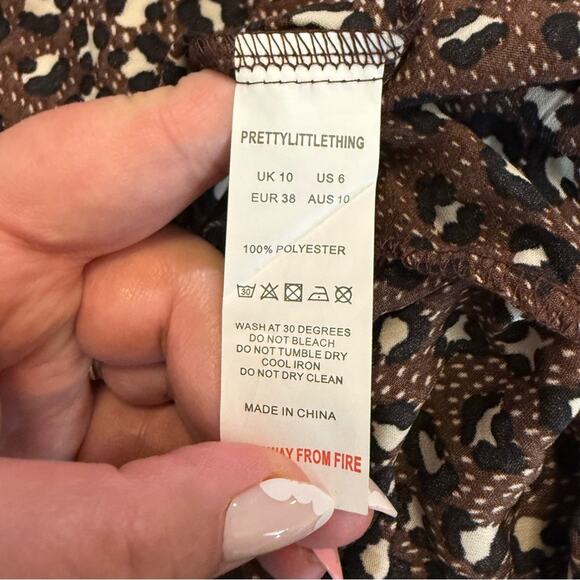 PRETTYLITTLETHING
UK 10 US 6
EUR 38 AUS 10
100% POLYESTER
30
WASH AT 30 DEGREES
DO NOT BLEACH
DO NOT TUMBLE DRY
COOL IRON
DO NOT DRY CLEAN
MADE IN CHINA
FROM FIRE